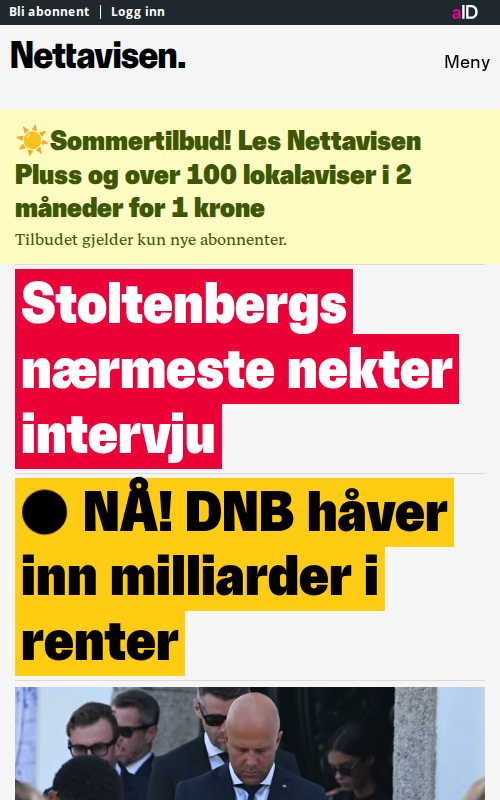 Bli abonnent | Logg inn
aID
Nettavisen.
Meny
☀️Sommertilbud! Les Nettavisen
Pluss og over 100 lokalaviser i 2
måneder for 1 krone
Tilbudet gjelder kun nye abonnenter.
Stoltenbergs
nærmeste nekter
intervju
● NÅ! DNB håver
inn milliarder i
renter